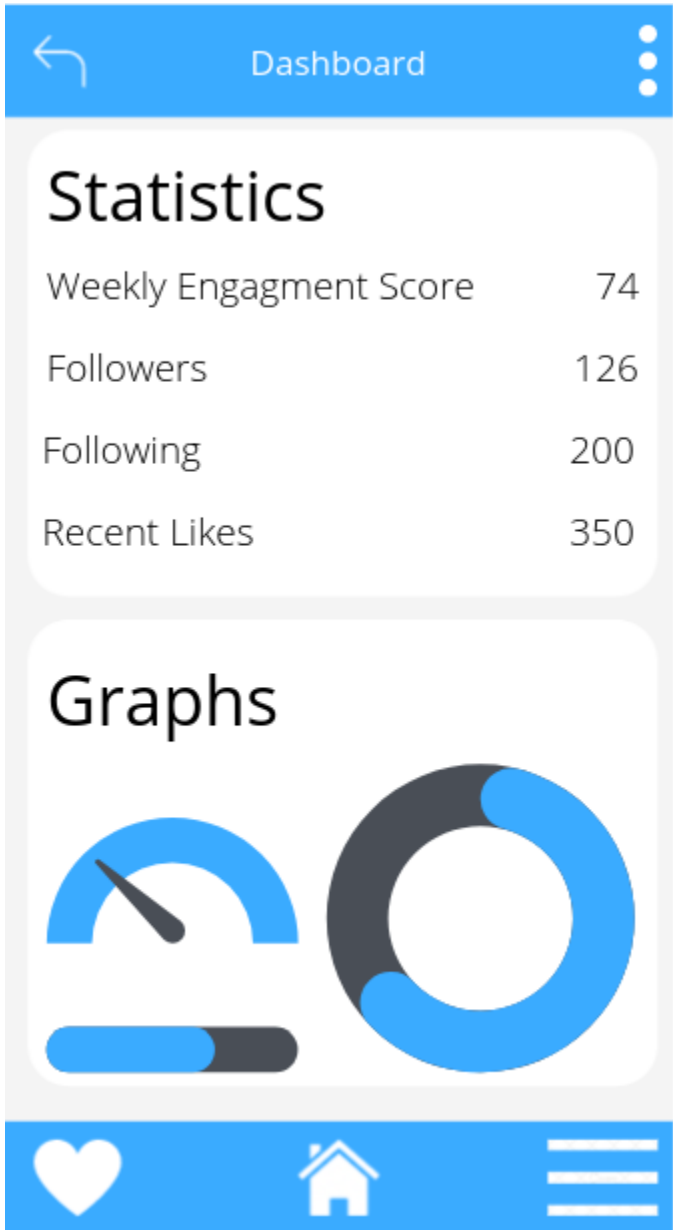 Dashboard
Statistics
Weekly Engagment Score 74
Followers 126
Following 200
Recent Likes 350
Graphs